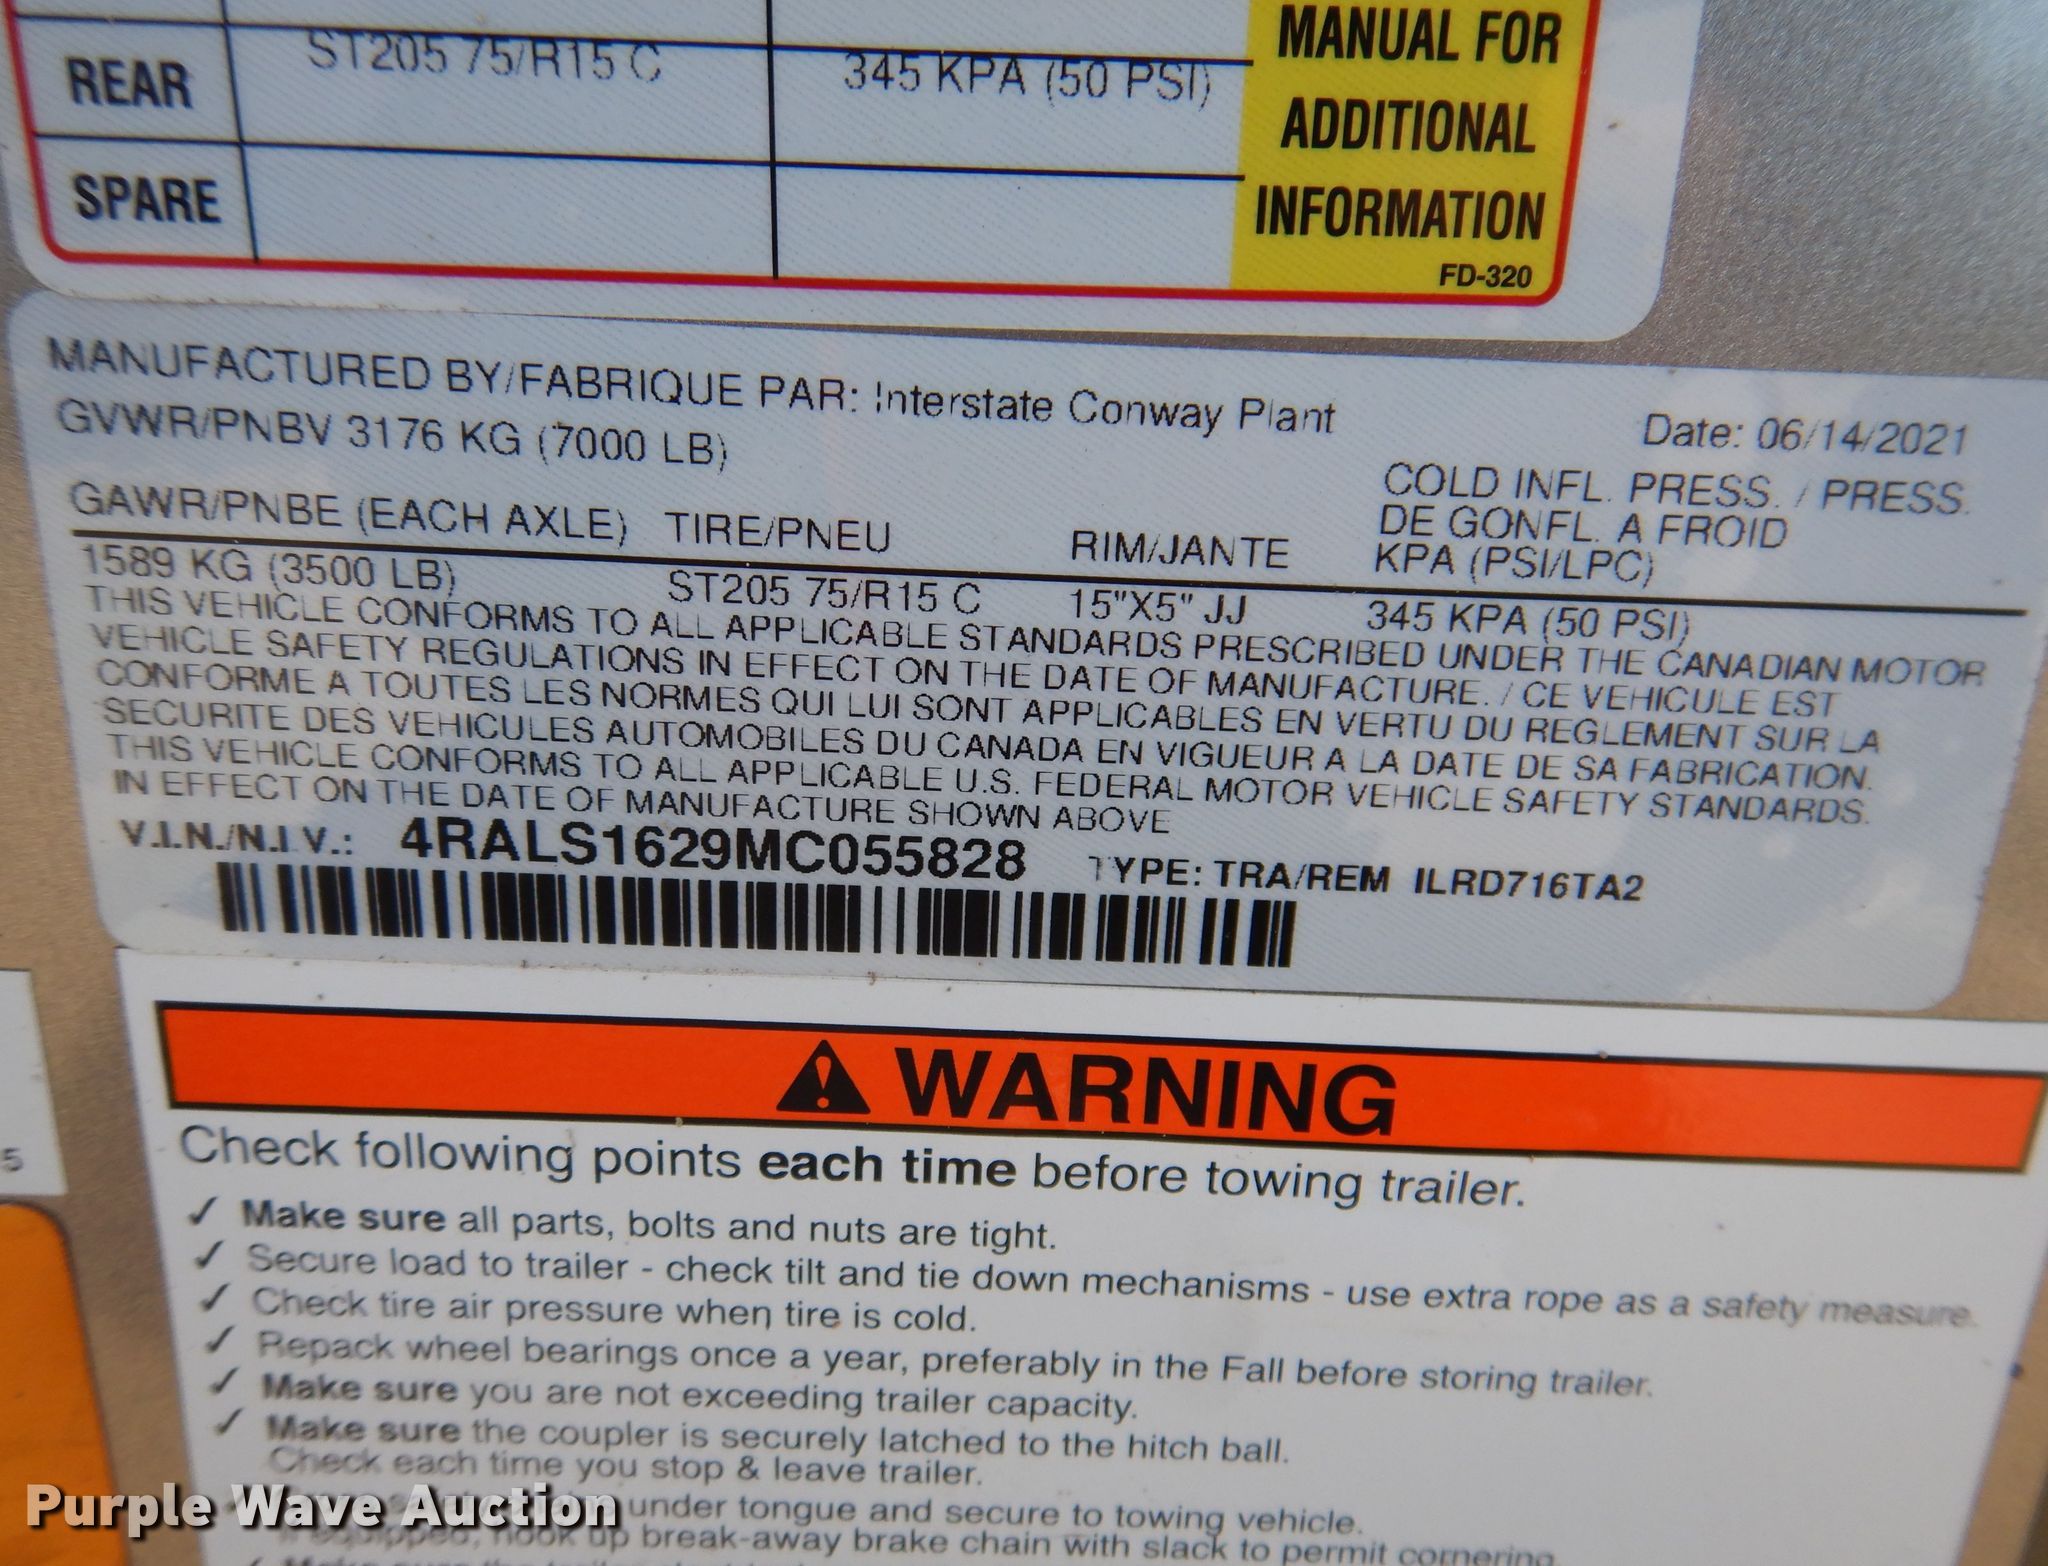 REAR ST205 75/R15 C 345 KPA (50 PSI)
SPARE
MANUAL FOR
ADDITIONAL
INFORMATION
FD-320
MANUFACTURED BY/FABRIQUE PAR: Interstate Conway Plant
Date: 06/14/2021
GVWR/PNBV 3176 KG (7000 LB)
GAWR/PNBE (EACH AXLE) TIRE/PNEU RIM/JANTE
COLD INFL. PRESS. / PRESS.
DE GONFL. A FROID
KPA (PSI/LPC)
1589 KG (3500 LB) ST205 75/R15 C 15"X5" JJ 345 KPA (50 PSI)
THIS VEHICLE CONFORMS TO ALL APPLICABLE STANDARDS PRESCRIBED UNDER THE CANADIAN MOTOR
VEHICLE SAFETY REGULATIONS IN EFFECT ON THE DATE OF MANUFACTURE. / CE VEHICULE EST
CONFORME A TOUTES LES NORMES QUI LUI SONT APPLICABLES EN VERTU DU REGLEMENT SUR LA
SECURITE DES VEHICULES AUTOMOBILES DU CANADA EN VIGUEUR A LA DATE DE SA FABRICATION.
THIS VEHICLE CONFORMS TO ALL APPLICABLE U.S. FEDERAL MOTOR VEHICLE SAFETY STANDARDS.
IN EFFECT ON THE DATE OF MANUFACTURE SHOWN ABOVE
V.I.N./N.I.V.: 4RALS1629MC055828 TYPE: TRA/REM ILRD716TA2
WARNING
Check following points each time before towing trailer.
✓ Make sure all parts, bolts and nuts are tight.
✓ Secure load to trailer - check tilt and tie down mechanisms - use extra rope as a safety measure.
✓ Check tire air pressure when tire is cold.
✓ Repack wheel bearings once a year, preferably in the Fall before storing trailer.
✓ Make sure you are not exceeding trailer capacity.
✓ Make sure the coupler is securely latched to the hitch ball.
Check each time you stop & leave trailer.
under tongue and secure to towing vehicle.
If equipped, hook up break-away brake chain with slack to permit cornering.
5
Purple Wave Auction